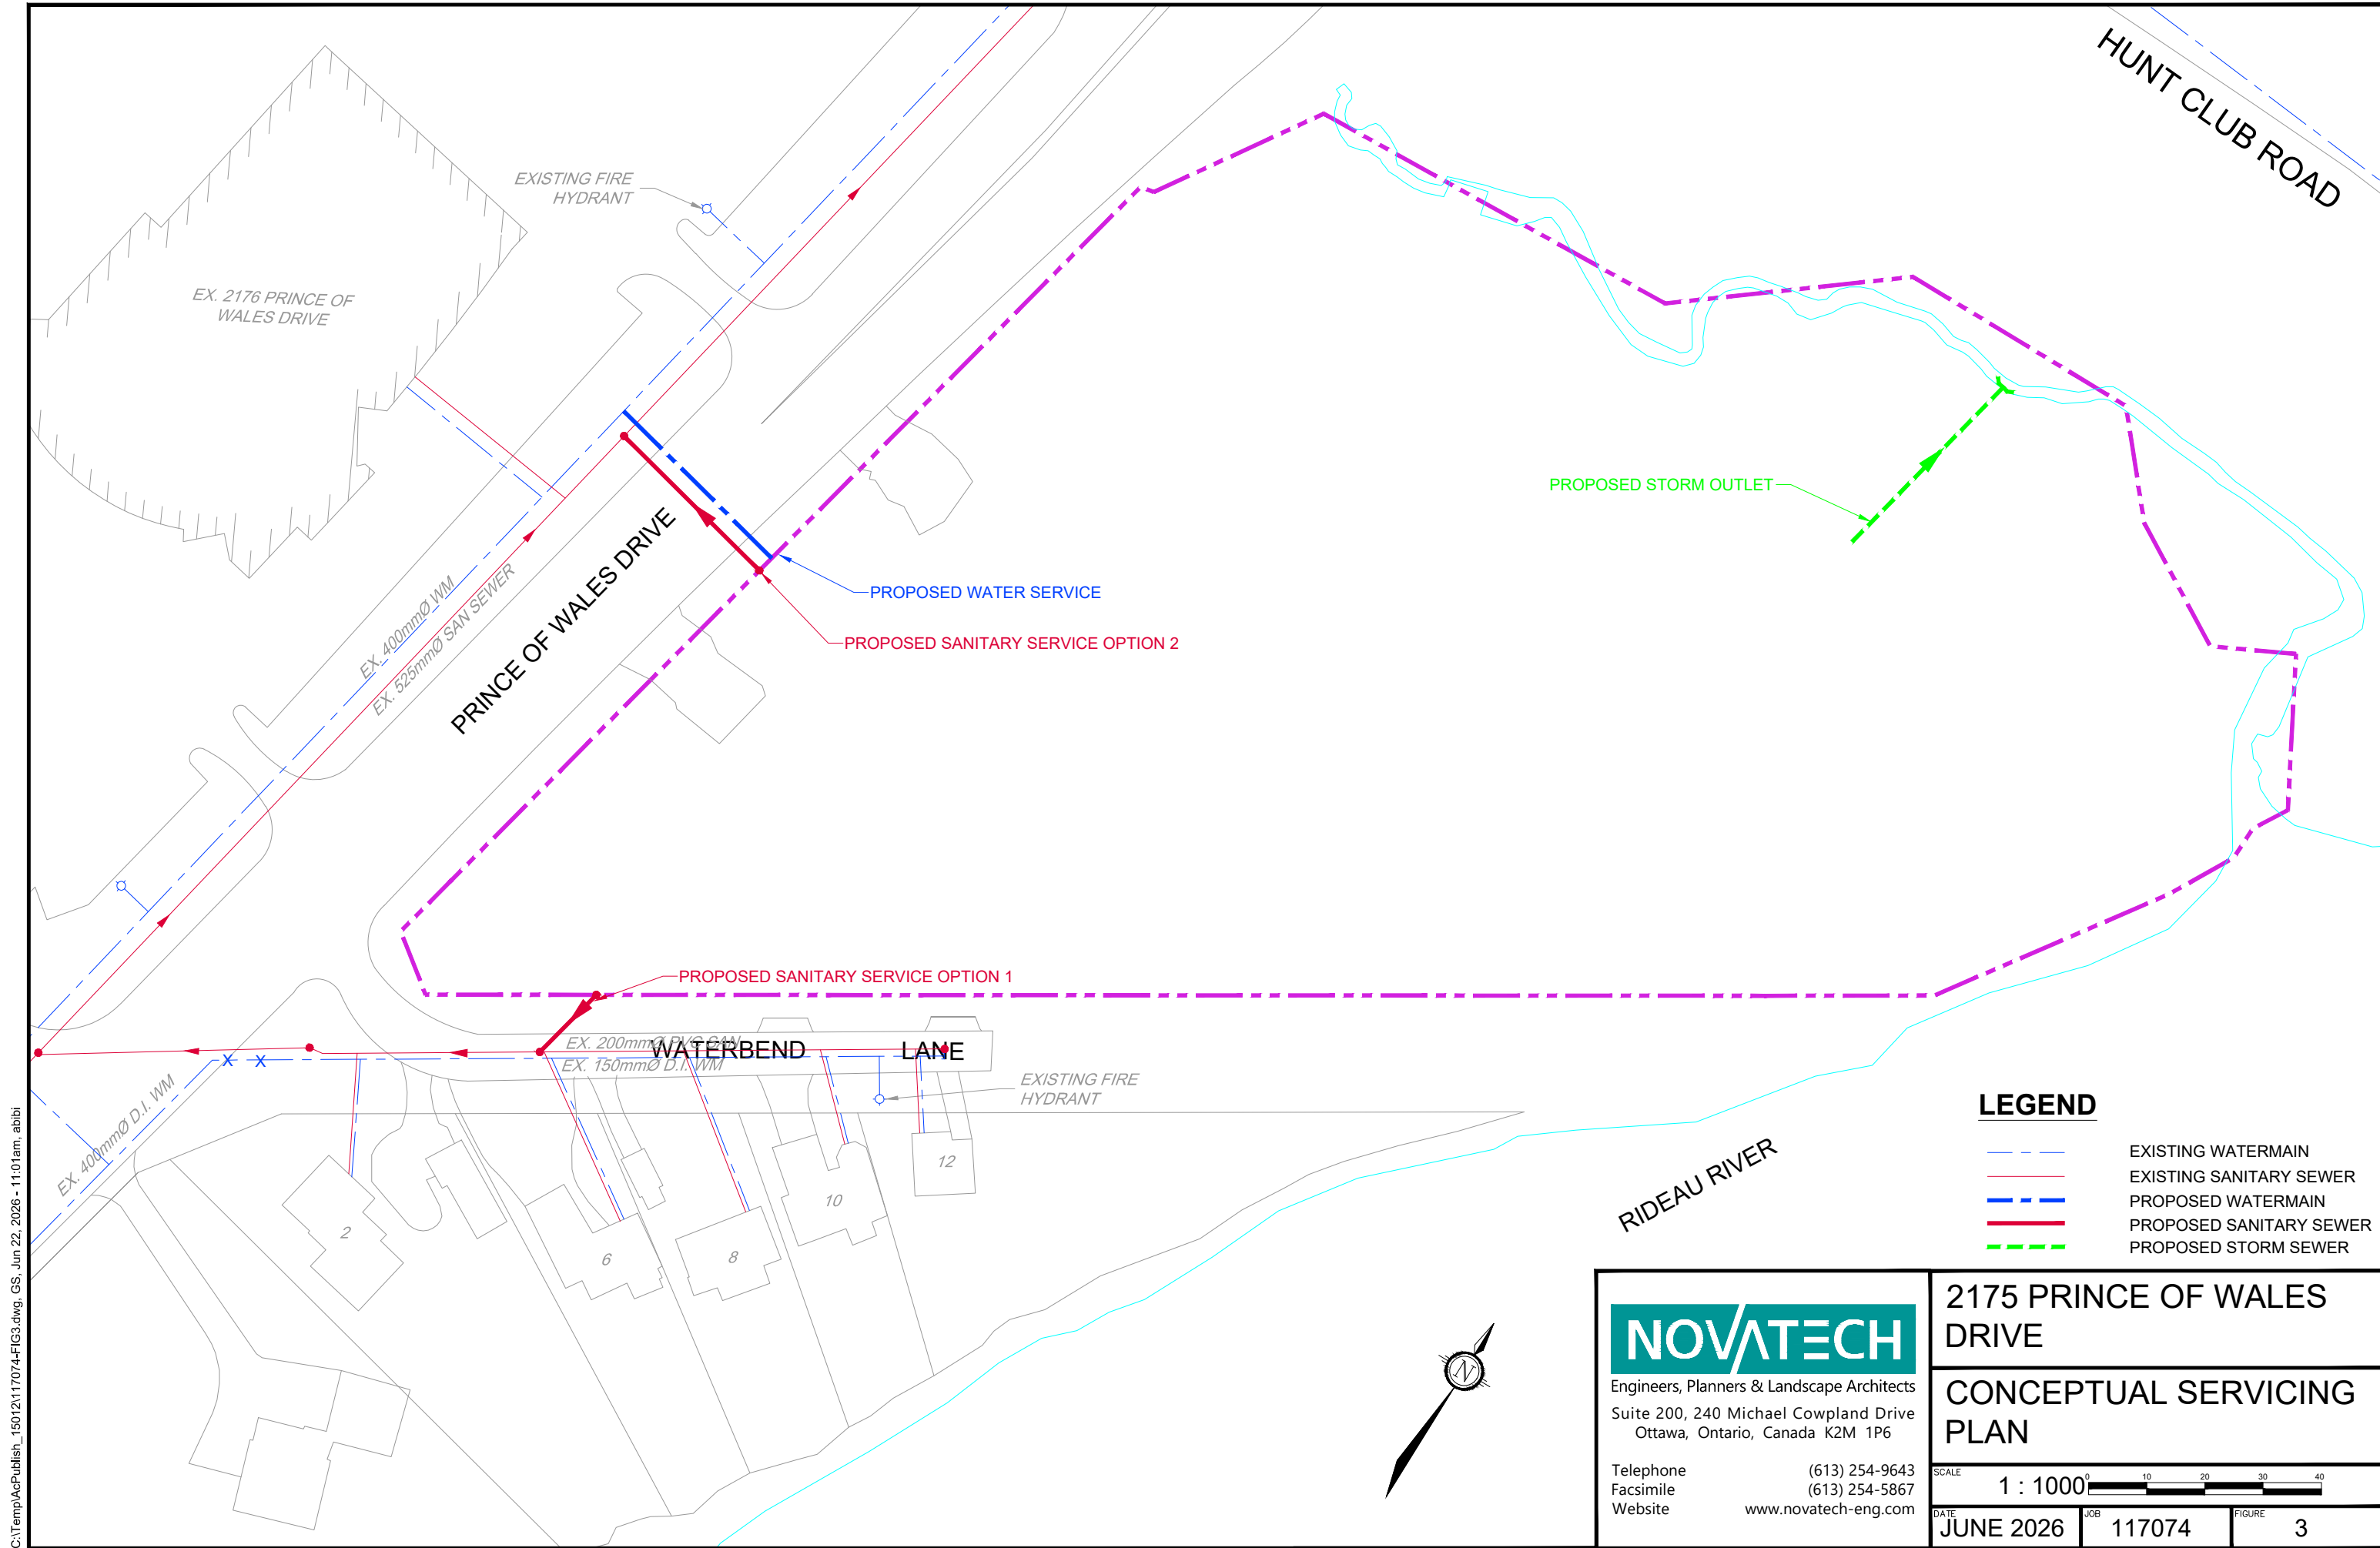 HUNT CLUB ROAD
EXISTING FIRE
HYDRANT
EX. 2176 PRINCE OF
WALES DRIVE
PROPOSED STORM OUTLET
PROPOSED WATER SERVICE
PROPOSED SANITARY SERVICE OPTION 2
EX. 400mmØ WM
EX. 525mmØ SAN SEWER
PRINCE OF WALES DRIVE
PROPOSED SANITARY SERVICE OPTION 1
EX. 200mmØ PVC SAN
WATERBEND LANE
EX. 150mmØ D.I. WM
X X
EXISTING FIRE
HYDRANT
EX. 400mmØ D.I. WM
2
6
8
10
12
RIDEAU RIVER
LEGEND
EXISTING WATERMAIN
EXISTING SANITARY SEWER
PROPOSED WATERMAIN
PROPOSED SANITARY SEWER
PROPOSED STORM SEWER
N
NOVATECH
Engineers, Planners & Landscape Architects
Suite 200, 240 Michael Cowpland Drive
Ottawa, Ontario, Canada K2M 1P6
Telephone (613) 254-9643
Facsimile (613) 254-5867
Website www.novatech-eng.com
2175 PRINCE OF WALES
DRIVE
CONCEPTUAL SERVICING
PLAN
SCALE
1 : 1000
0 10 20 30 40
DATE
JUNE 2026
JOB
117074
FIGURE
3
C:\Temp\AcPublish_15012\117074-FIG3.dwg, GS, Jun 22, 2026 - 11:01am, abibi